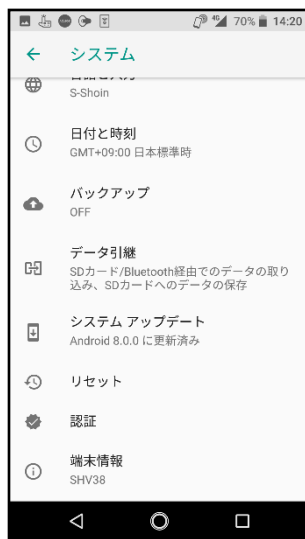 4G 70% 14:20
システム
S-Shoin
日付と時刻
GMT+09:00 日本標準時
バックアップ
OFF
データ引継
SDカード/Bluetooth経由でのデータの取り
込み、SDカードへのデータの保存
システム アップデート
Android 8.0.0 に更新済み
リセット
認証
端末情報
SHV38